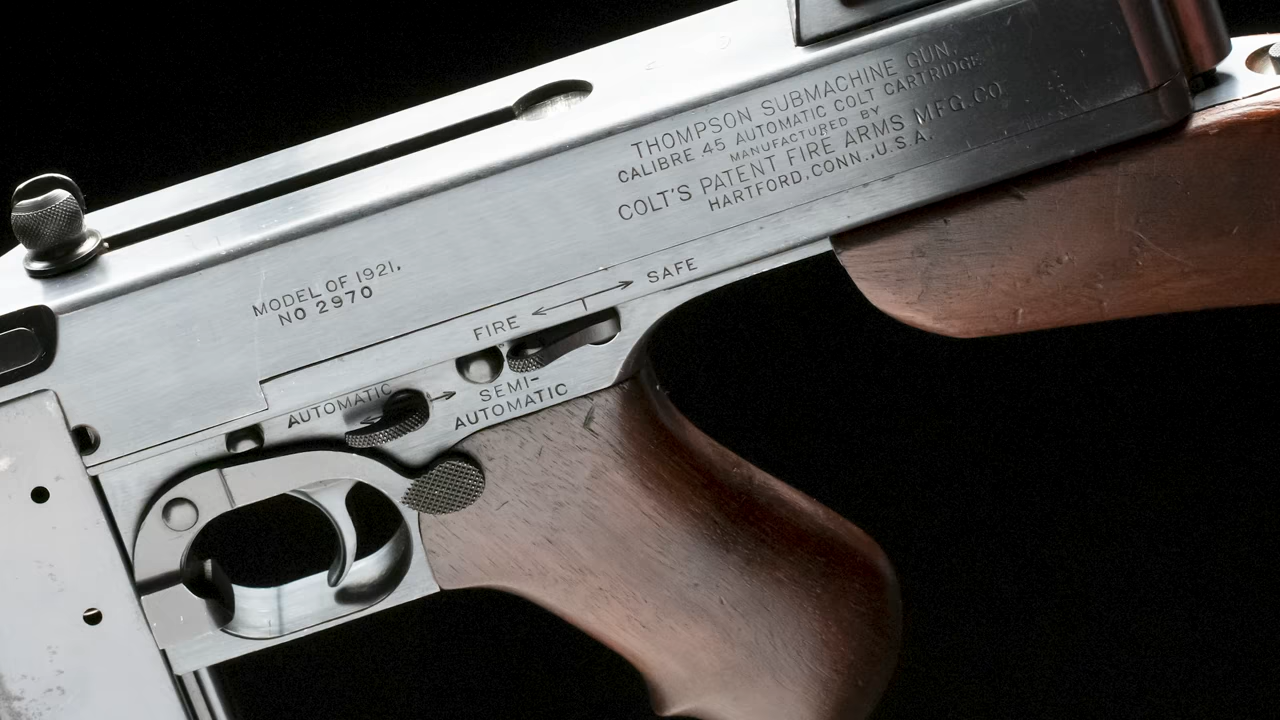 THOMPSON SUBMACHINE GUN,
CALIBRE .45 AUTOMATIC COLT CARTRIDGE
MANUFACTURED BY
COLT'S PATENT FIRE ARMS MFG.CO
HARTFORD,CONN.,U.S.A.
MODEL OF 1921,
NO 2970
SAFE
FIRE
AUTOMATIC
SEMI-
AUTOMATIC